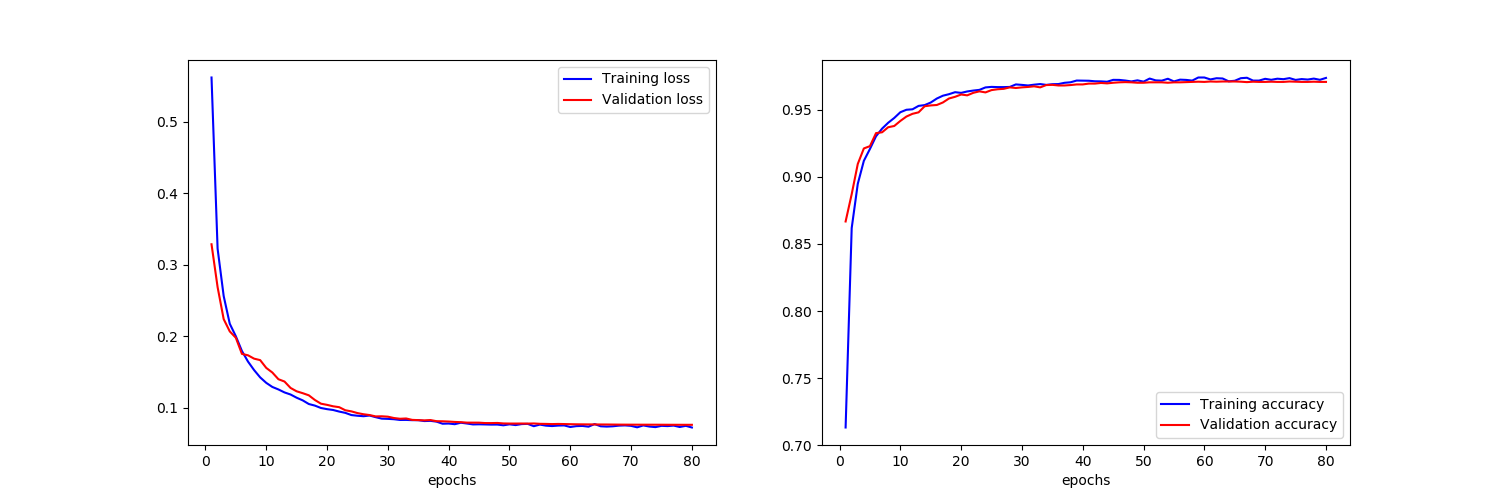 Training loss
Validation loss
0.5
0.4
0.3
0.2
0.1
0 10 20 30 40 50 60 70 80
epochs
0.95
0.90
0.85
0.80
0.75
0.70
Training accuracy
Validation accuracy
0 10 20 30 40 50 60 70 80
epochs